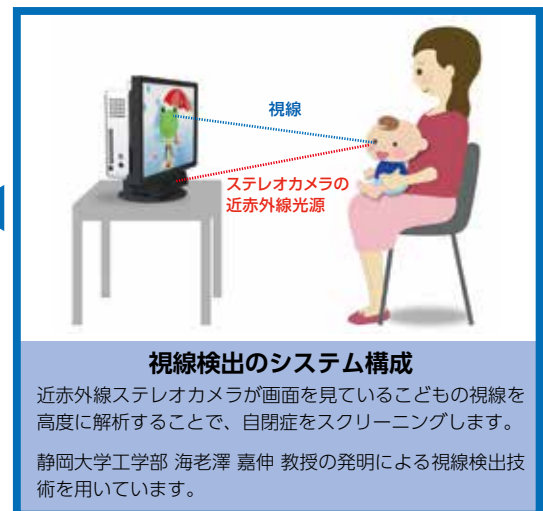 視線
ステレオカメラの
近赤外線光源
視線検出のシステム構成
近赤外線ステレオカメラが画面を見ているこどもの視線を
高度に解析することで、自閉症をスクリーニングします。
静岡大学工学部 海老澤 嘉伸 教授の発明による視線検出技
術を用いています。